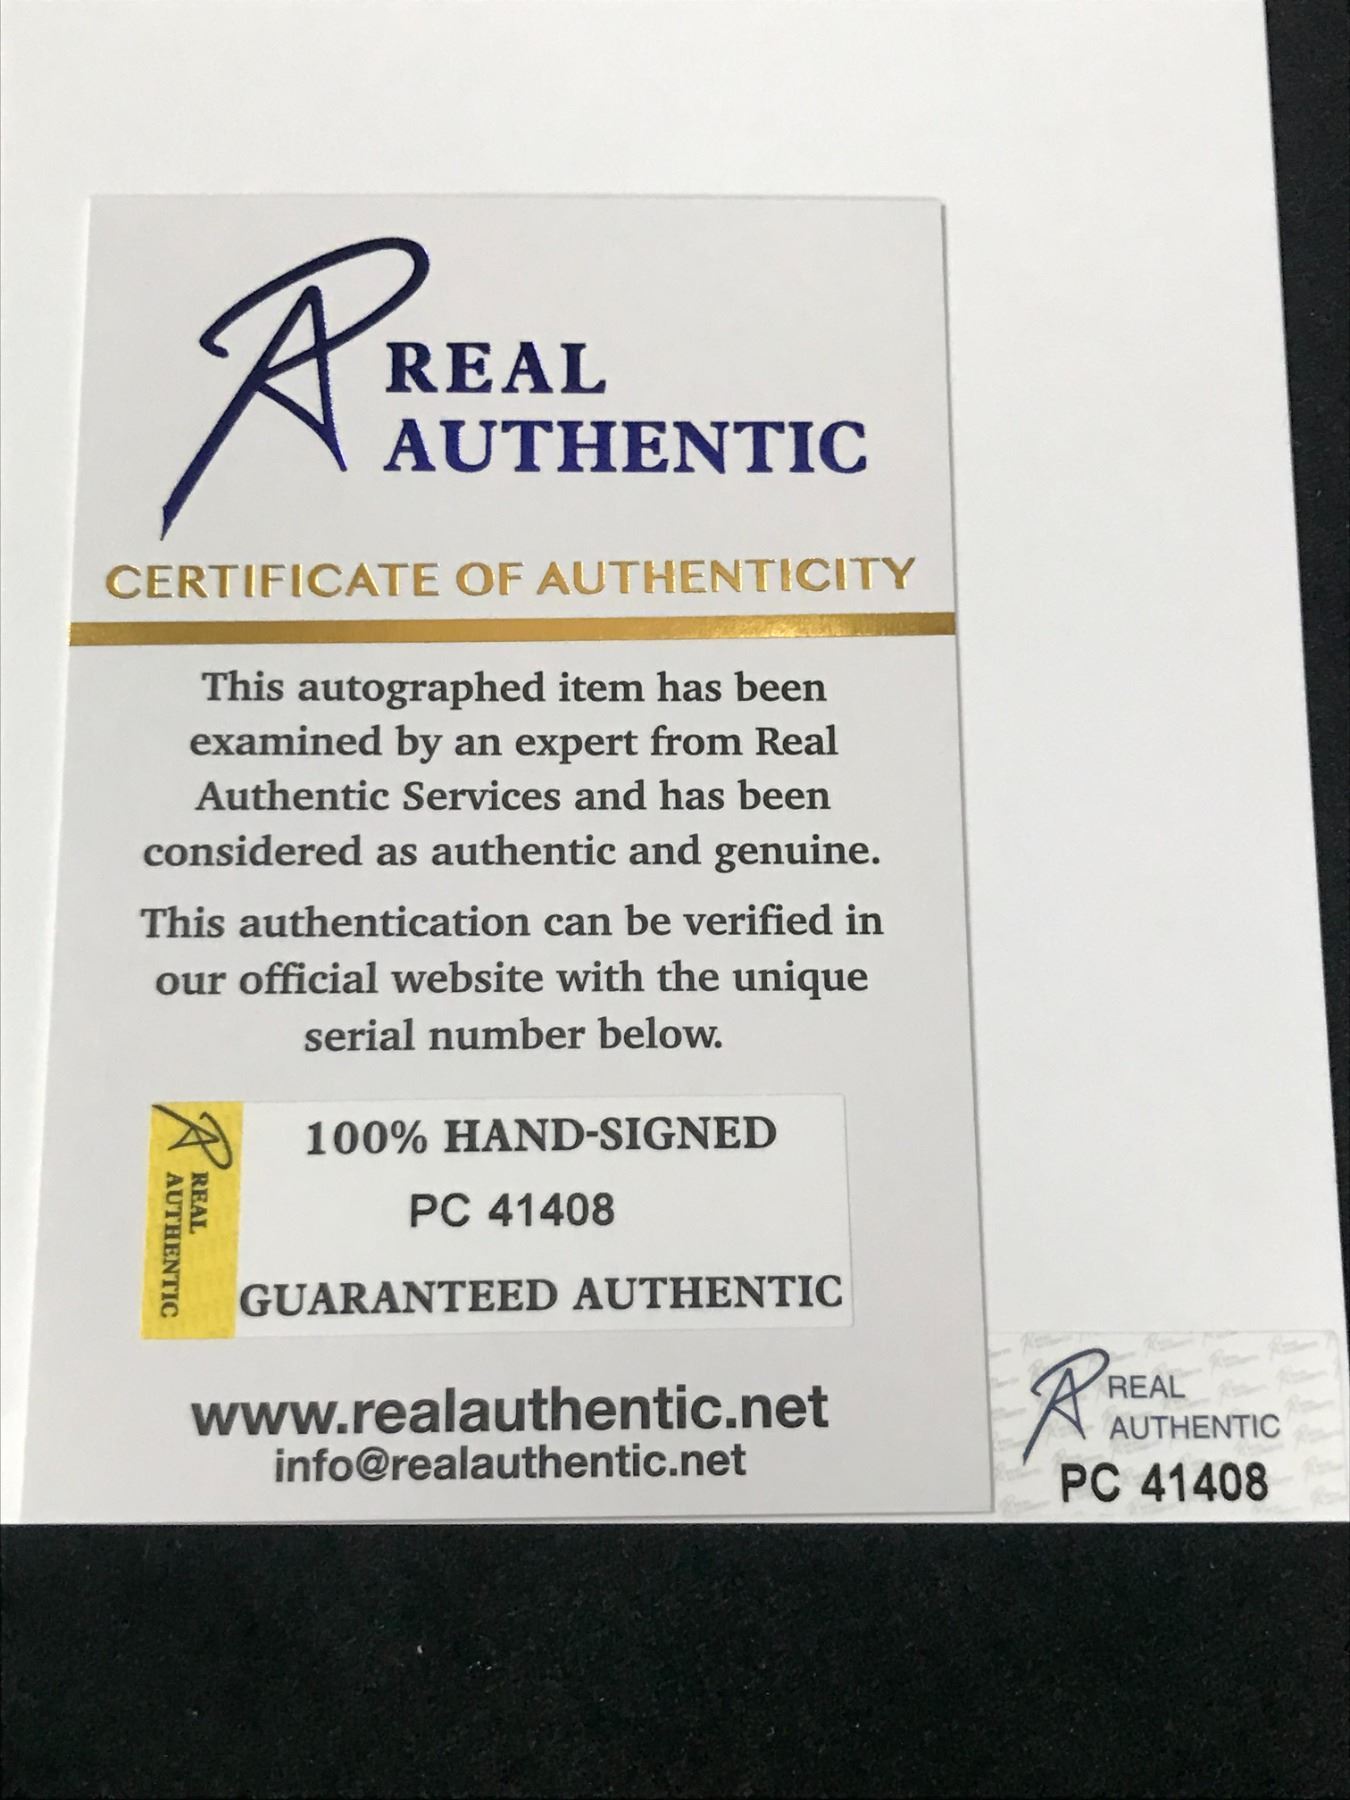 REAL
AUTHENTIC
CERTIFICATE OF AUTHENTICITY
This autographed item has been
examined by an expert from Real
Authentic Services and has been
considered as authentic and genuine.
This authentication can be verified in
our official website with the unique
serial number below.
REAL
AUTHENTIC
100% HAND-SIGNED
PC 41408
GUARANTEED AUTHENTIC
www.realauthentic.net
info@realauthentic.net
REAL
AUTHENTIC
PC 41408